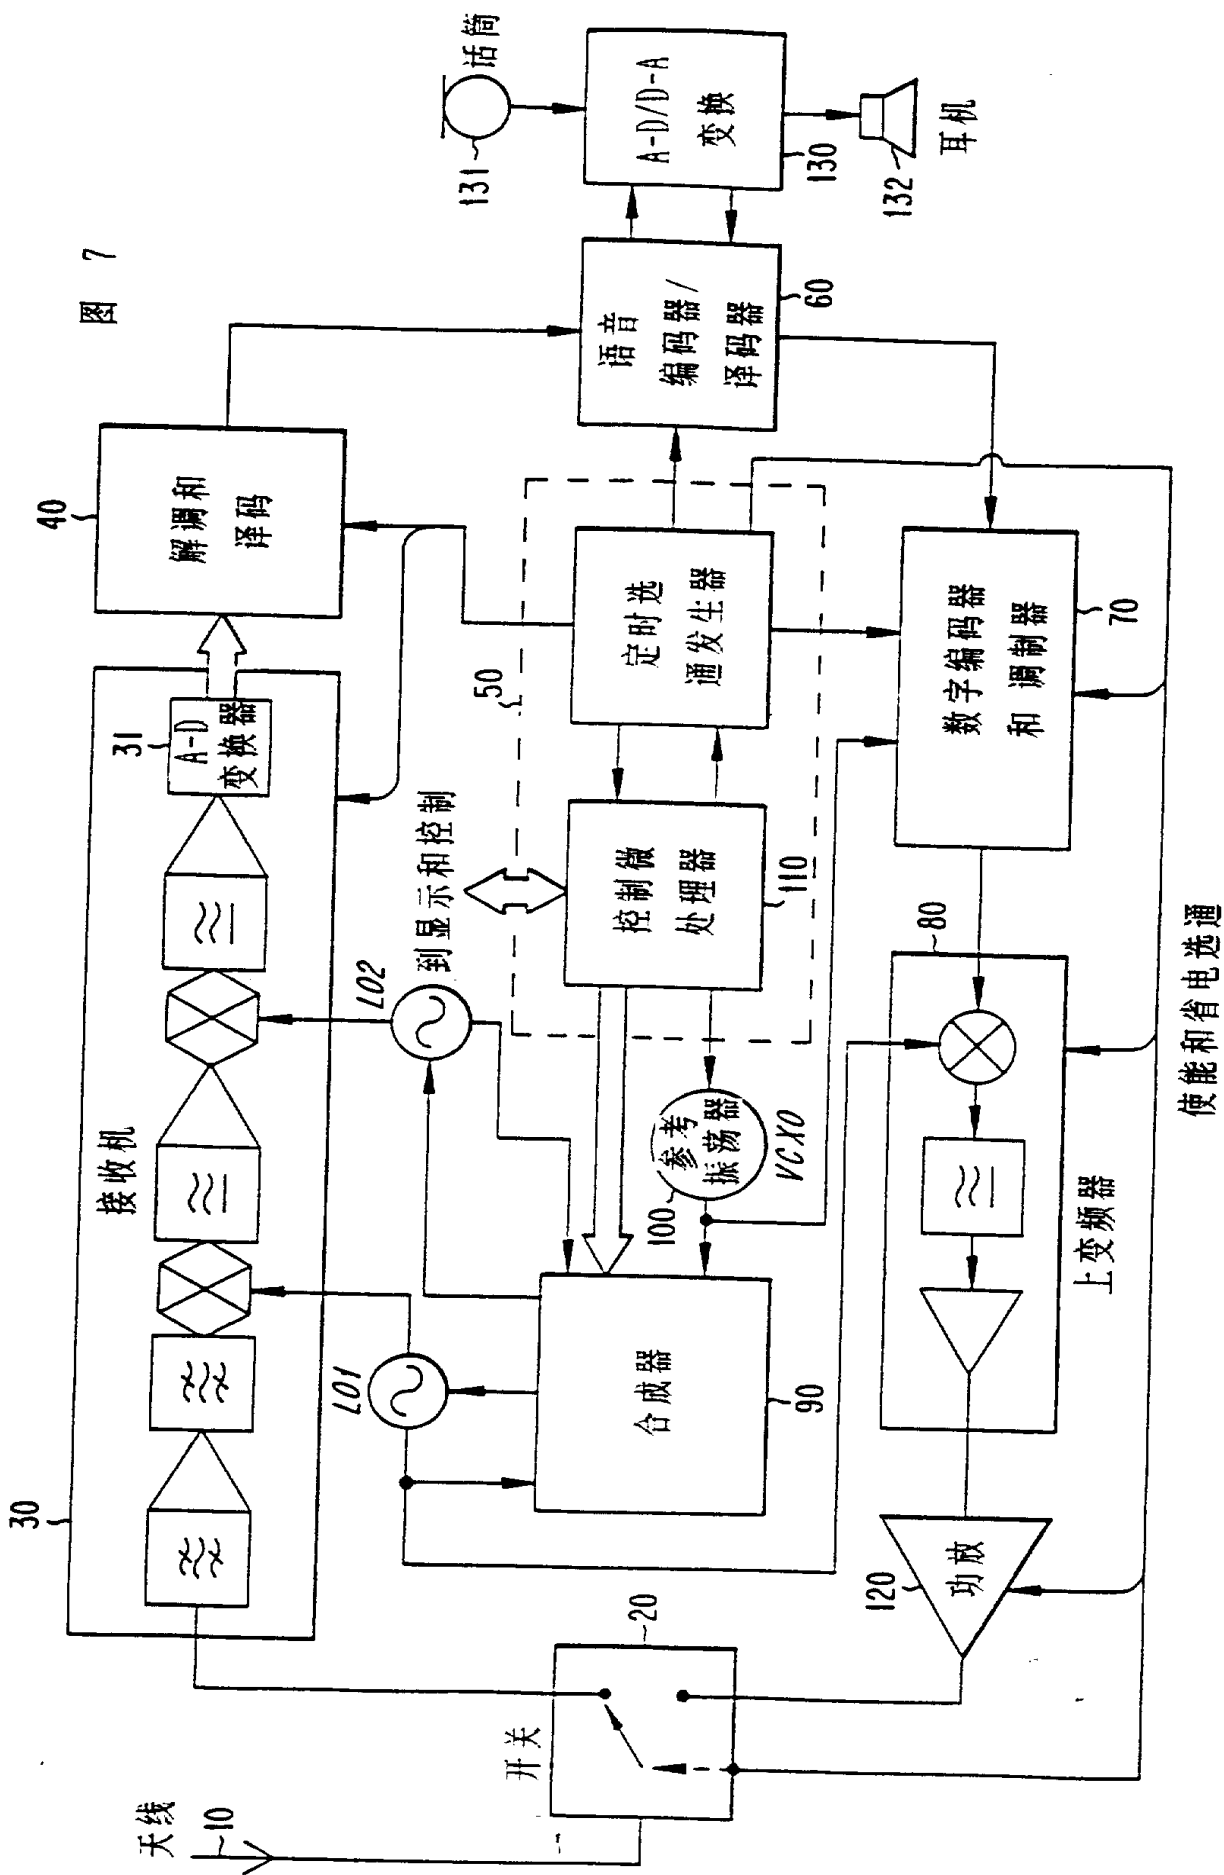 图 7
天线
10
开关
20
30
接收机
31
A-D
变换器
40
解调和
译码
LO1
LO2
到显示和控制
50
合成器
90
参考
振荡器
100
VCXO
控制微
处理器
110
定时选
通发生器
语音
编码器/
译码器
60
A-D/D-A
变换
130
话筒
131
耳机
132
数字编码器
和 调制器
70
80
上变频器
功放
120
使能和省电选通